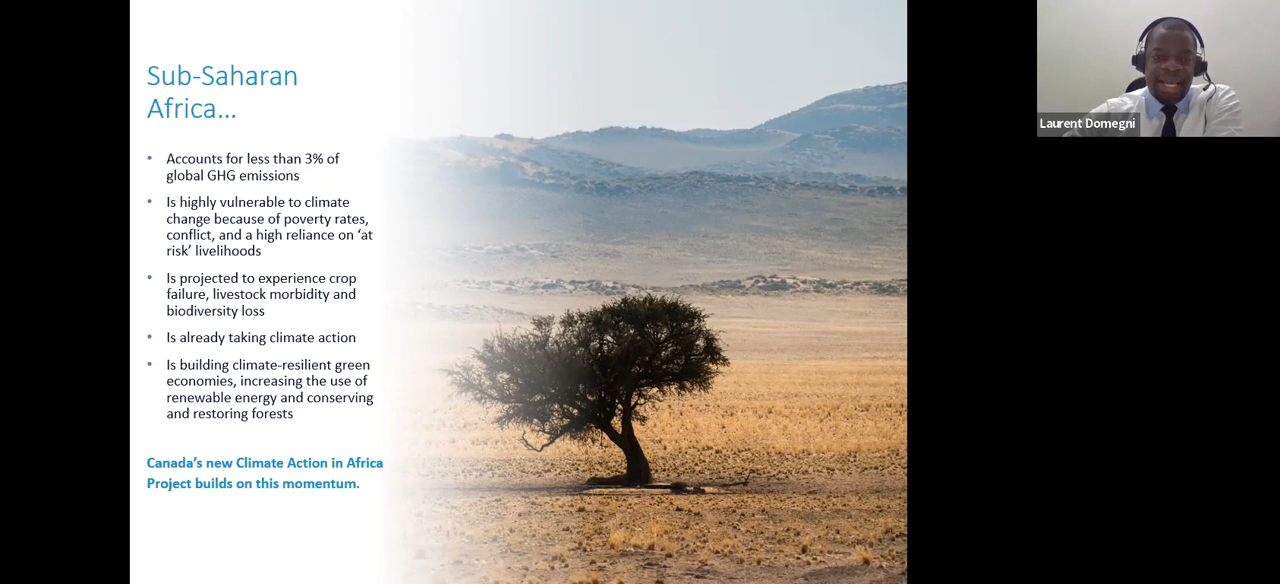 Sub-Saharan
Africa…
• Accounts for less than 3% of
global GHG emissions
• Is highly vulnerable to climate
change because of poverty rates,
conflict, and a high reliance on ‘at
risk’ livelihoods
• Is projected to experience crop
failure, livestock morbidity and
biodiversity loss
• Is already taking climate action
• Is building climate-resilient green
economies, increasing the use of
renewable energy and conserving
and restoring forests
Canada’s new Climate Action in Africa
Project builds on this momentum.
Laurent Domegni